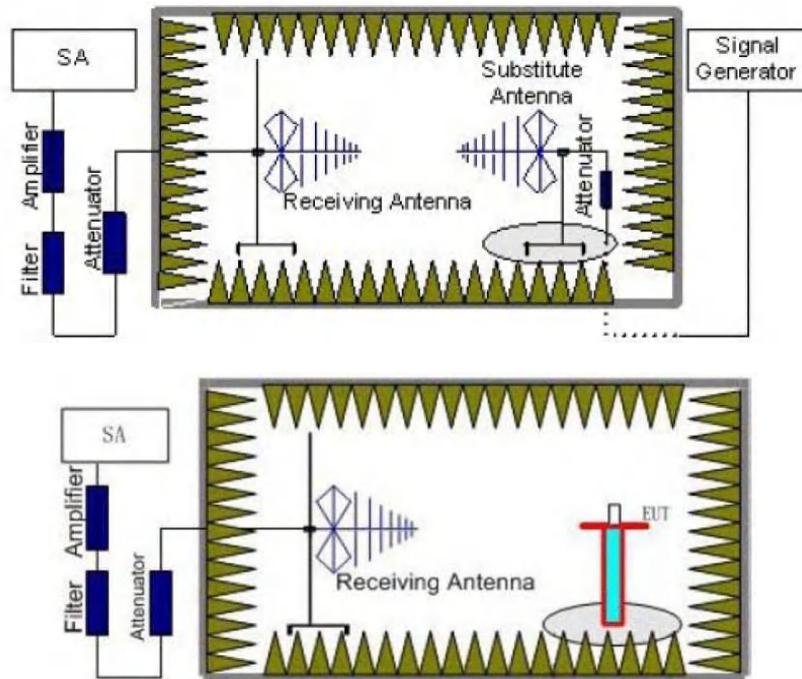 SA
Signal
Generator
Substitute
Antenna
Amplifier
Attenuator
Attenuator
Filter
Receiving Antenna
SA
EUT
Amplifier
Filter
Attenuator
Receiving Antenna